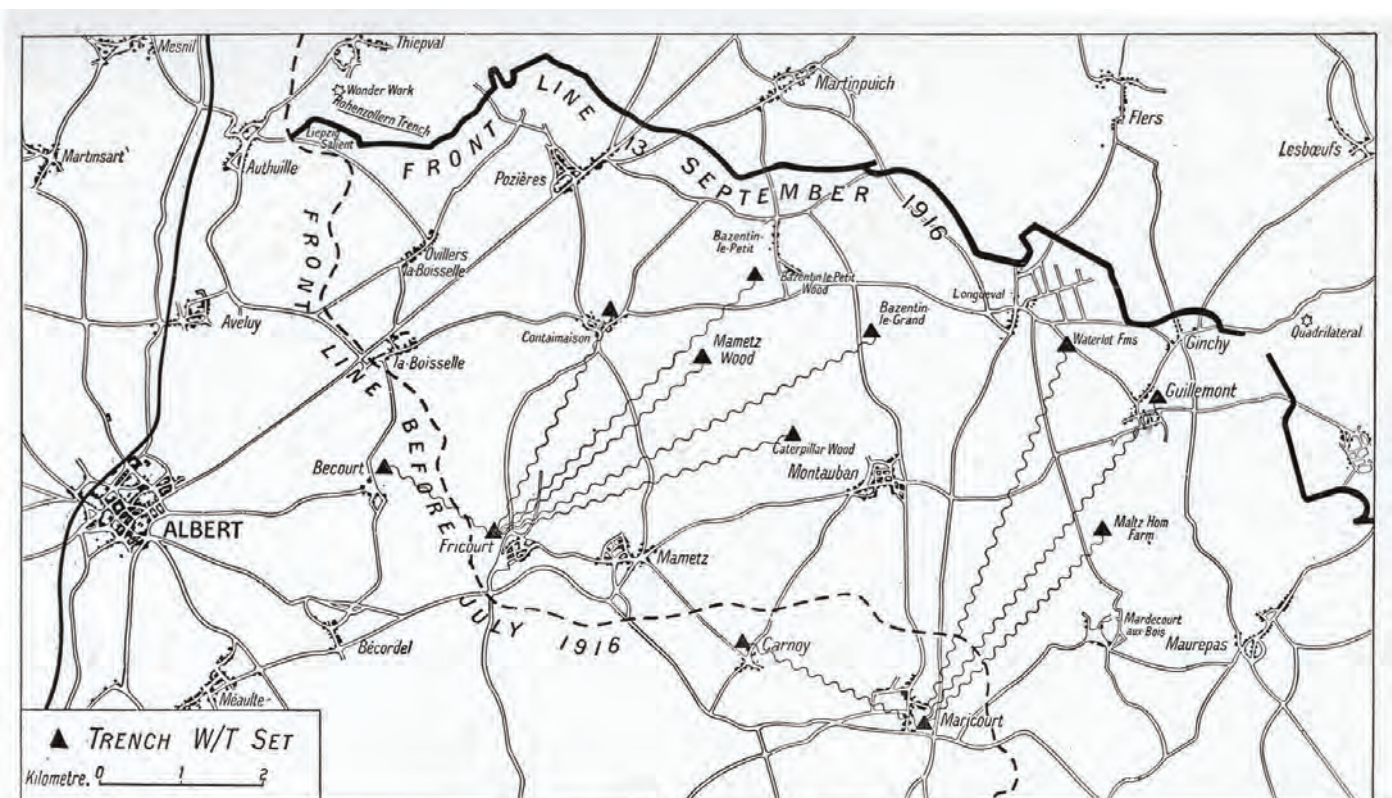 Mesnil
Thiepval
Wonder Work
Hohenzollern Trench
Leipzig
Salient
Martinsart
Authuille
FRONT LINE 13 SEPTEMBER 1916
Martinpuich
Flers
Lesbœufs
Pozières
Ovillers
la-Boisselle
Bazentin-
le-Petit
Bazentin le Petit
Wood
Longueval
Bazentin-
le-Grand
Aveluy
la-Boisselle
Contaimaison
Mametz
Wood
Waterlot Fms
Ginchy
Quadrilateral
Guillemont
FRONT LINE BEFORE JULY 1916
Becourt
Caterpillar Wood
Montauban
ALBERT
Fricourt
Mametz
Maltz Hom
Farm
Bécordel
Carnoy
Mardecourt
aux-Bois
Maurepas
Méaulte
Maricourt
TRENCH W/T SET
Kilometre. 0 1 2